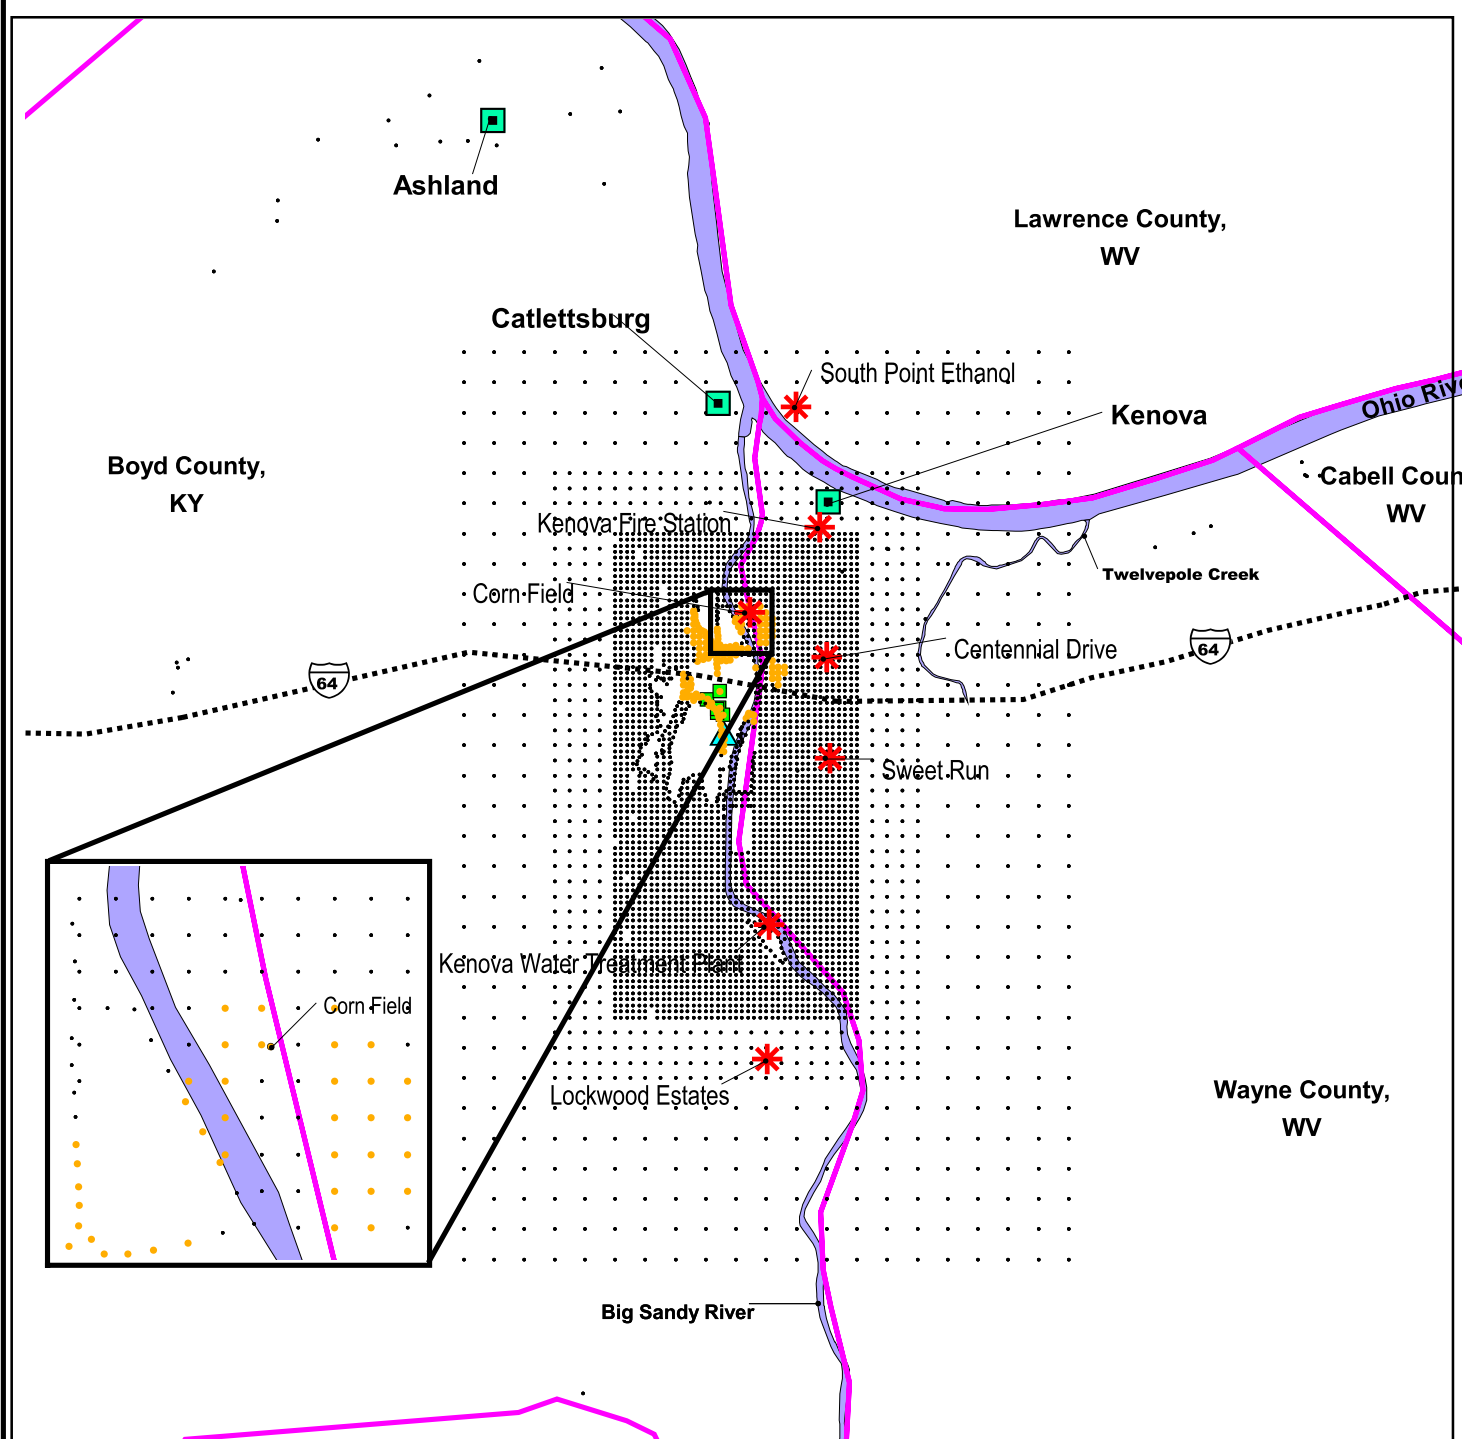 Ashland
Lawrence County,
WV
Catlettsburg
South Point Ethanol
Kenova
Ohio Rive
Boyd County,
KY
Cabell Coun
WV
Kenova Fire Station
Twelvepole Creek
Corn Field
Centennial Drive
64
64
Sweet Run
Kenova Water Treatment Plant
Corn Field
Lockwood Estates
Wayne County,
WV
Big Sandy River